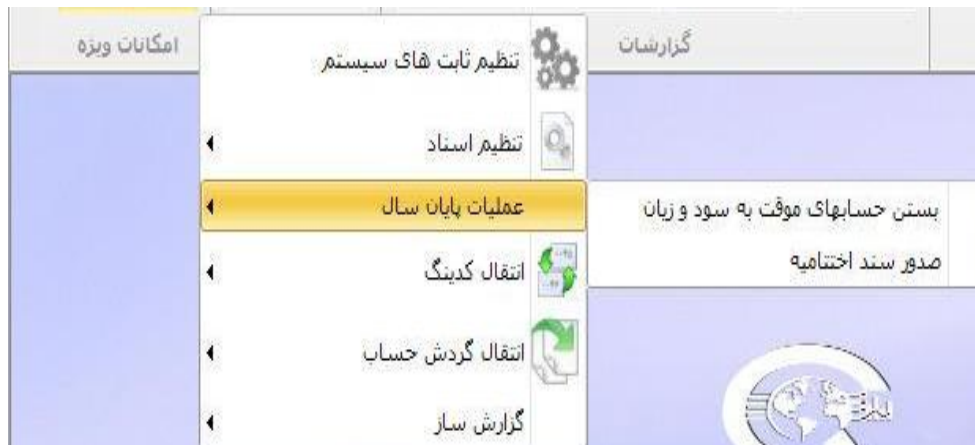 گزارشات
امکانات ویژه
تنظیم ثابت های سیستم
تنظیم اسناد
عملیات پایان سال
بستن حسابهای موقت به سود و زیان
صدور سند اختتامیه
انتقال کدینگ
انتقال گردش حساب
گزارش ساز